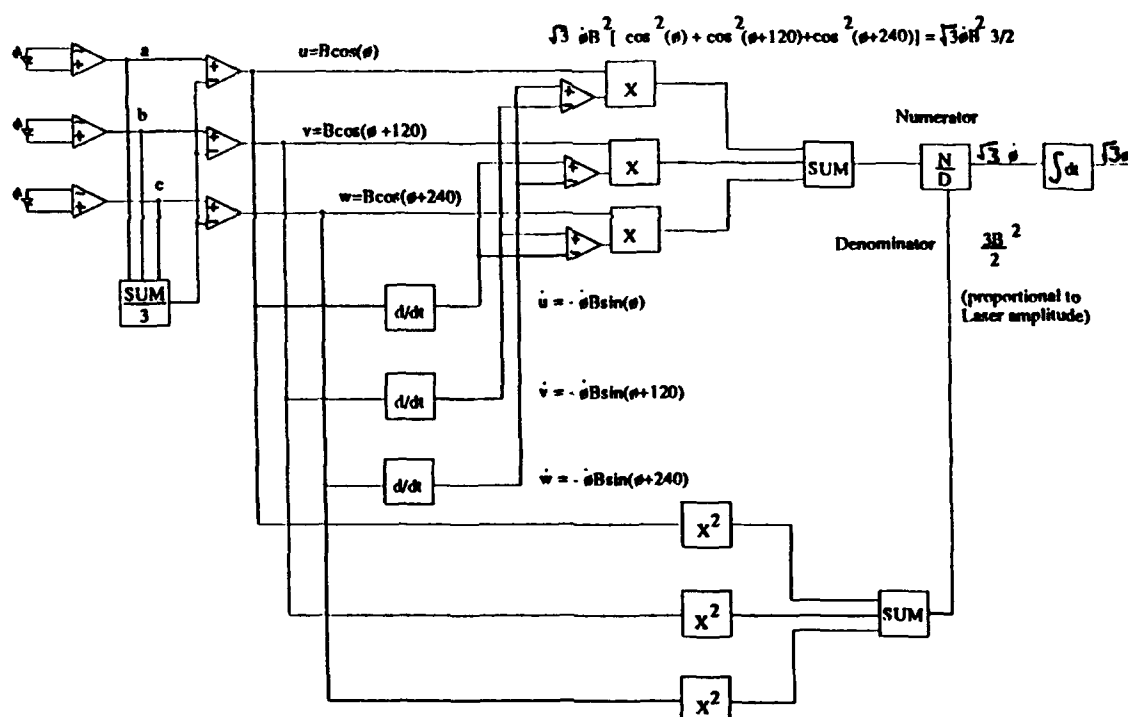 √3 ø̇B²[ cos²(ø) + cos²(ø+120)+cos²(ø+240)] = √3ø̇B² 3/2
a
u=Bcos(ø)
+
-
X
b
v=Bcos(ø +120)
Numerator
X
SUM
N/D
√3 ø̇
∫dt
√3ø
c
w=Bcos(ø+240)
X
Denominator
3B²/2
(proportional to
Laser amplitude)
SUM
3
d/dt
u̇ = - ø̇Bsin(ø)
d/dt
v̇ = - ø̇Bsin(ø+120)
d/dt
ẇ = - ø̇Bsin(ø+240)
X²
X²
SUM
X²